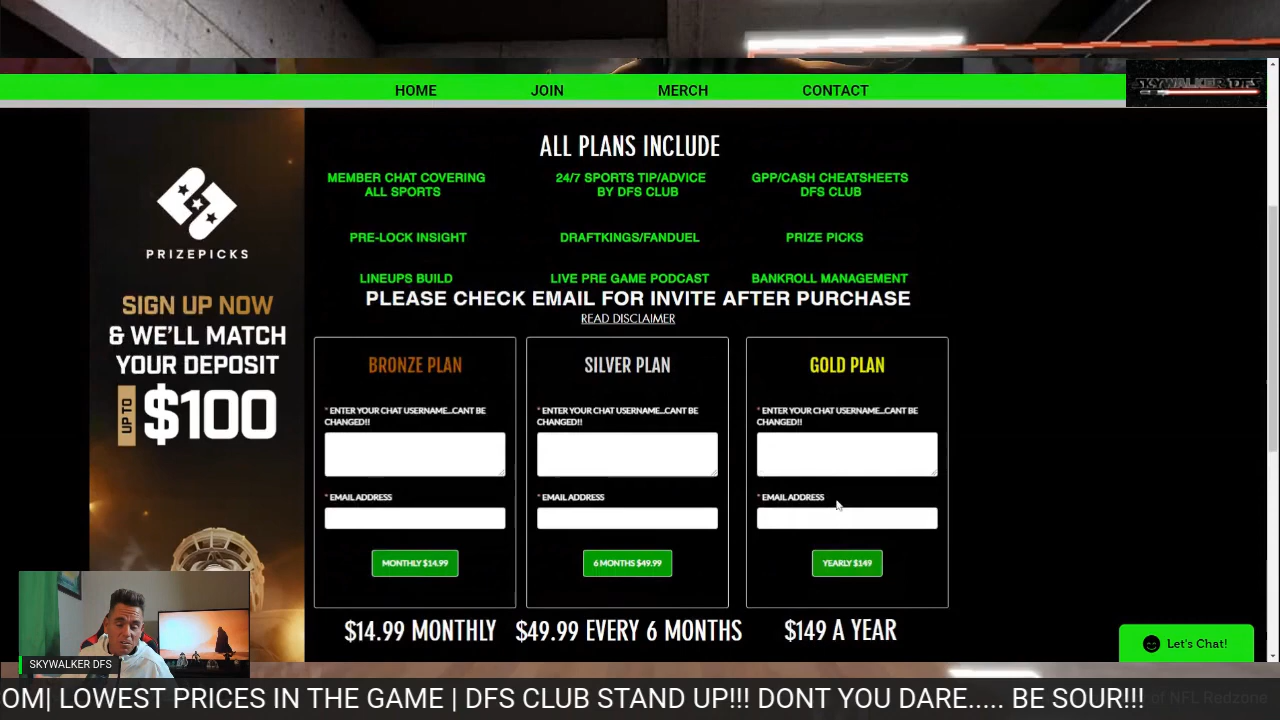 HOME JOIN MERCH CONTACT
SKYWALKER DFS
ALL PLANS INCLUDE
MEMBER CHAT COVERING
ALL SPORTS
24/7 SPORTS TIP/ADVICE
BY DFS CLUB
GPP/CASH CHEATSHEETS
DFS CLUB
PRE-LOCK INSIGHT
DRAFTKINGS/FANDUEL
PRIZE PICKS
LINEUPS BUILD
LIVE PRE GAME PODCAST
BANKROLL MANAGEMENT
PLEASE CHECK EMAIL FOR INVITE AFTER PURCHASE
READ DISCLAIMER
PRIZEPICKS
SIGN UP NOW
& WE'LL MATCH
YOUR DEPOSIT
UP TO $100
BRONZE PLAN
* ENTER YOUR CHAT USERNAME...CANT BE
CHANGED!!
* EMAIL ADDRESS
MONTHLY $14.99
$14.99 MONTHLY
SILVER PLAN
* ENTER YOUR CHAT USERNAME...CANT BE
CHANGED!!
* EMAIL ADDRESS
6 MONTHS $49.99
$49.99 EVERY 6 MONTHS
GOLD PLAN
* ENTER YOUR CHAT USERNAME...CANT BE
CHANGED!!
* EMAIL ADDRESS
YEARLY $149
$149 A YEAR
Let's Chat!
SKYWALKER DFS
OM| LOWEST PRICES IN THE GAME | DFS CLUB STAND UP!!! DONT YOU DARE..... BE SOUR!!!
of NFL Redzone